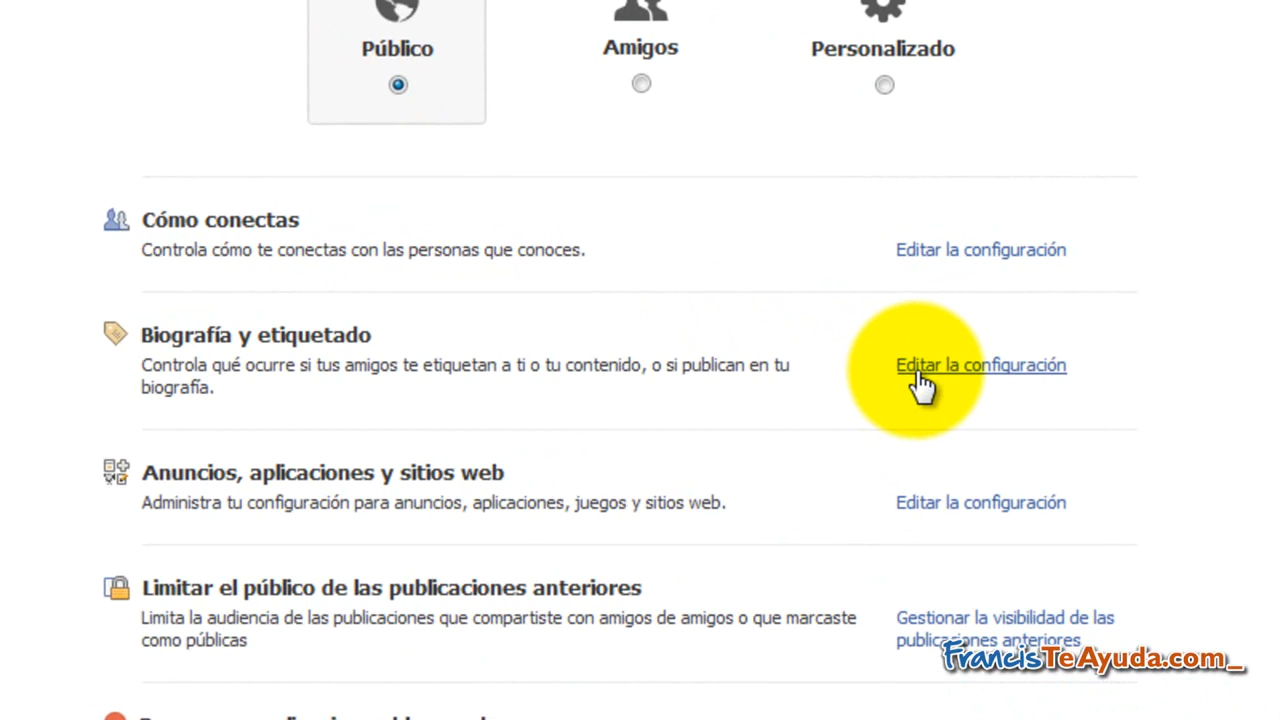 Público
Amigos
Personalizado
Cómo conectas
Controla cómo te conectas con las personas que conoces.
Editar la configuración
Biografía y etiquetado
Controla qué ocurre si tus amigos te etiquetan a ti o tu contenido, o si publican en tu
biografía.
Editar la configuración
Anuncios, aplicaciones y sitios web
Administra tu configuración para anuncios, aplicaciones, juegos y sitios web.
Editar la configuración
Limitar el público de las publicaciones anteriores
Limita la audiencia de las publicaciones que compartiste con amigos de amigos o que marcaste
como públicas
Gestionar la visibilidad de las
publicaciones anteriores
FrancisTeAyuda.com_